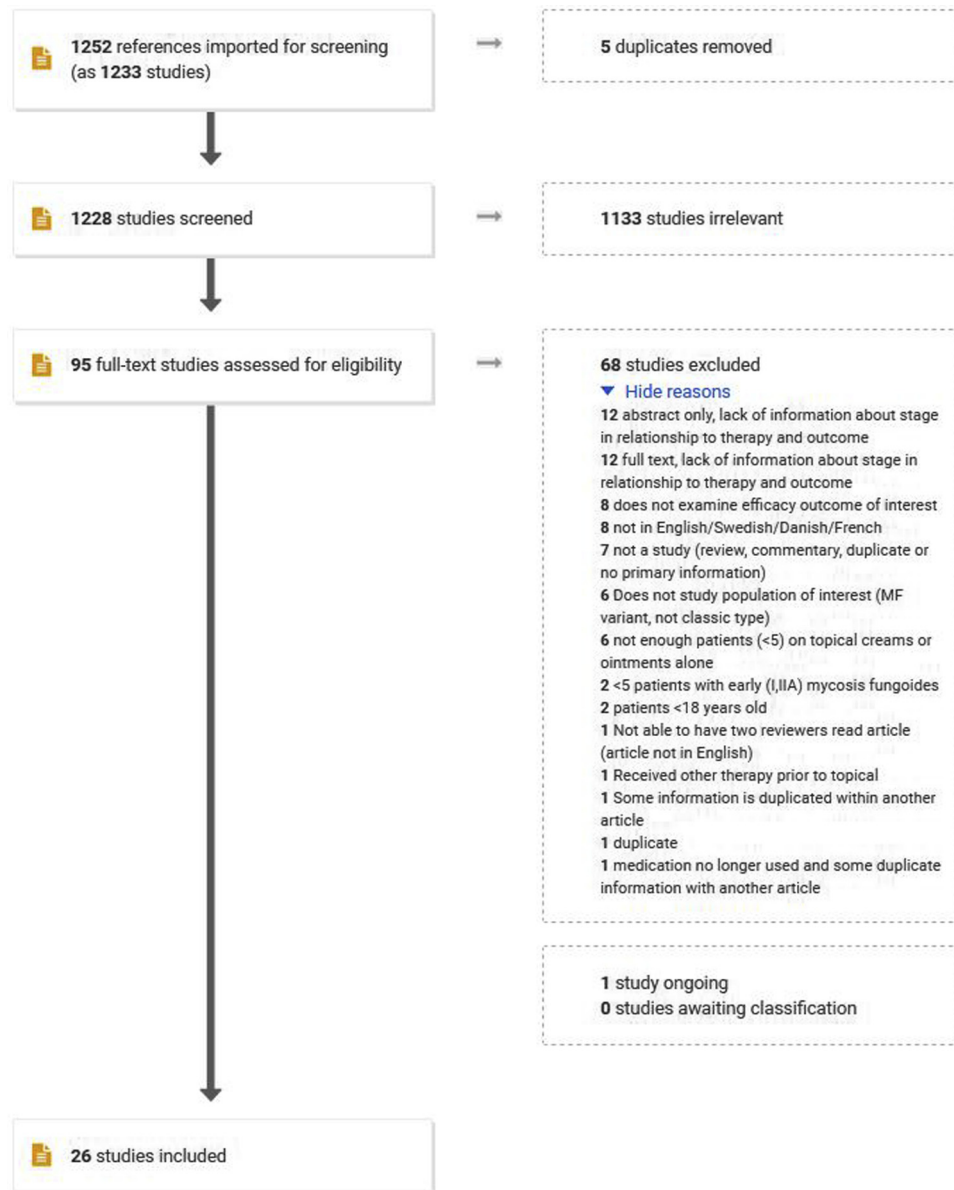 1252 references imported for screening
(as 1233 studies)
5 duplicates removed
1228 studies screened
1133 studies irrelevant
95 full-text studies assessed for eligibility
68 studies excluded
Hide reasons
12 abstract only, lack of information about stage
in relationship to therapy and outcome
12 full text, lack of information about stage in
relationship to therapy and outcome
8 does not examine efficacy outcome of interest
8 not in English/Swedish/Danish/French
7 not a study (review, commentary, duplicate or
no primary information)
6 Does not study population of interest (MF
variant, not classic type)
6 not enough patients (<5) on topical creams or
ointments alone
2 <5 patients with early (I,IIA) mycosis fungoides
2 patients <18 years old
1 Not able to have two reviewers read article
(article not in English)
1 Received other therapy prior to topical
1 Some information is duplicated within another
article
1 duplicate
1 medication no longer used and some duplicate
information with another article
1 study ongoing
0 studies awaiting classification
26 studies included